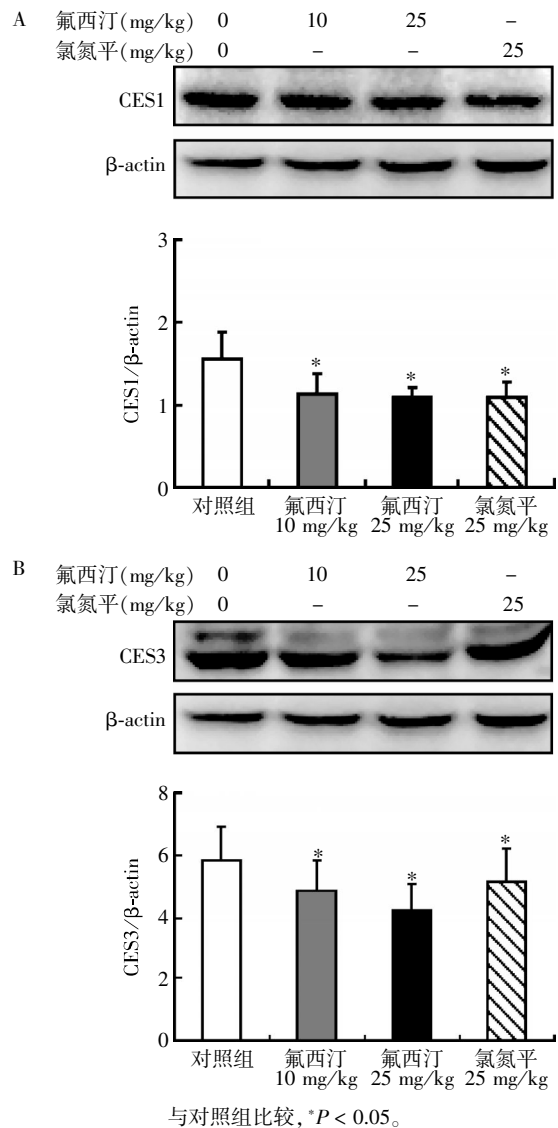 A
氟西汀(mg/kg) 0 10 25 –
氯氮平(mg/kg) 0 – – 25
CES1
β-actin
CES1/β-actin
3
2
1
0
对照组 氟西汀 氟西汀 氯氮平
10 mg/kg 25 mg/kg 25 mg/kg
* * *
B
氟西汀(mg/kg) 0 10 25 –
氯氮平(mg/kg) 0 – – 25
CES3
β-actin
CES3/β-actin
8
6
4
2
0
对照组 氟西汀 氟西汀 氯氮平
10 mg/kg 25 mg/kg 25 mg/kg
* * *
与对照组比较，*P < 0.05。